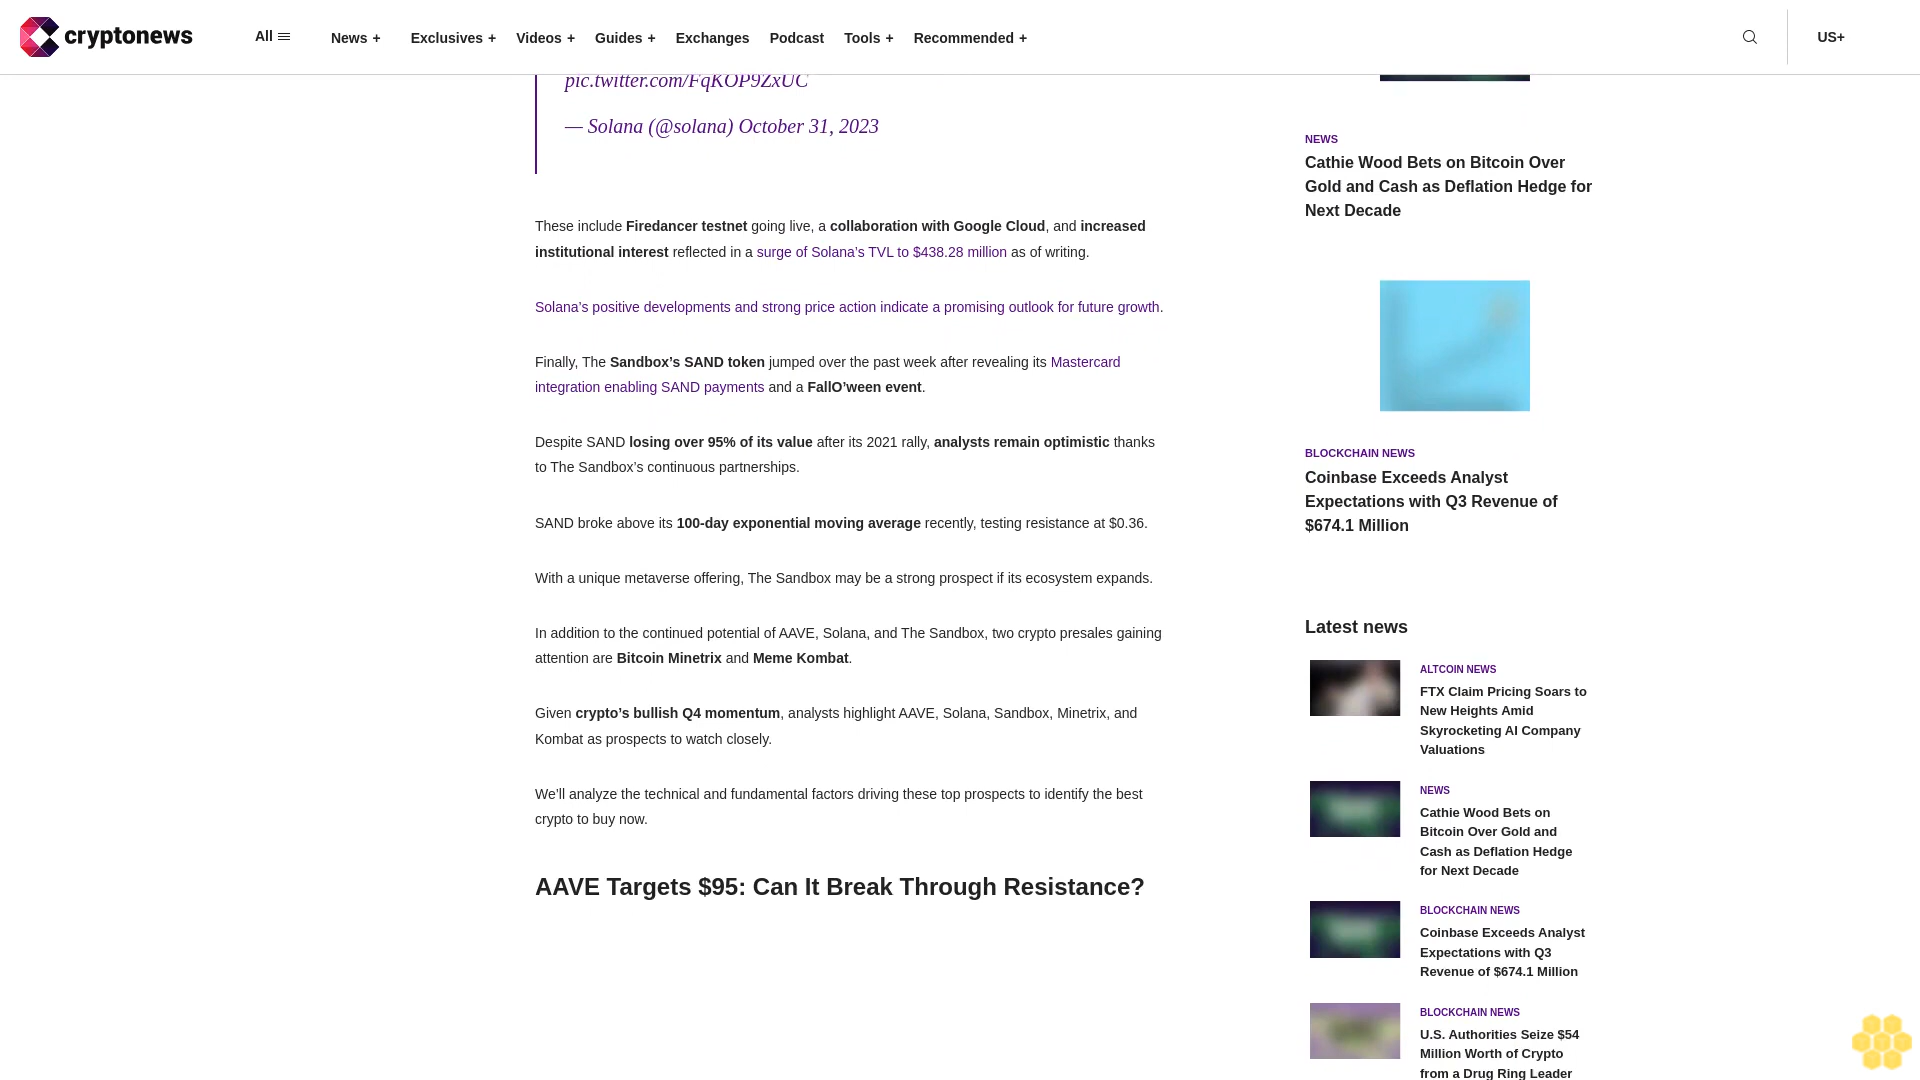 cryptonews
All
News +
Exclusives +
Videos +
Guides +
Exchanges
Podcast
Tools +
Recommended +
US+
pic.twitter.com/FqKOP9ZxUC
— Solana (@solana) October 31, 2023
These include Firedancer testnet going live, a collaboration with Google Cloud, and increased
institutional interest reflected in a surge of Solana’s TVL to $438.28 million as of writing.
Solana’s positive developments and strong price action indicate a promising outlook for future growth.
Finally, The Sandbox’s SAND token jumped over the past week after revealing its Mastercard
integration enabling SAND payments and a FallO’ween event.
Despite SAND losing over 95% of its value after its 2021 rally, analysts remain optimistic thanks
to The Sandbox’s continuous partnerships.
SAND broke above its 100-day exponential moving average recently, testing resistance at $0.36.
With a unique metaverse offering, The Sandbox may be a strong prospect if its ecosystem expands.
In addition to the continued potential of AAVE, Solana, and The Sandbox, two crypto presales gaining
attention are Bitcoin Minetrix and Meme Kombat.
Given crypto’s bullish Q4 momentum, analysts highlight AAVE, Solana, Sandbox, Minetrix, and
Kombat as prospects to watch closely.
We’ll analyze the technical and fundamental factors driving these top prospects to identify the best
crypto to buy now.
AAVE Targets $95: Can It Break Through Resistance?
NEWS
Cathie Wood Bets on Bitcoin Over
Gold and Cash as Deflation Hedge for
Next Decade
BLOCKCHAIN NEWS
Coinbase Exceeds Analyst
Expectations with Q3 Revenue of
$674.1 Million
Latest news
ALTCOIN NEWS
FTX Claim Pricing Soars to
New Heights Amid
Skyrocketing AI Company
Valuations
NEWS
Cathie Wood Bets on
Bitcoin Over Gold and
Cash as Deflation Hedge
for Next Decade
BLOCKCHAIN NEWS
Coinbase Exceeds Analyst
Expectations with Q3
Revenue of $674.1 Million
BLOCKCHAIN NEWS
U.S. Authorities Seize $54
Million Worth of Crypto
from a Drug Ring Leader